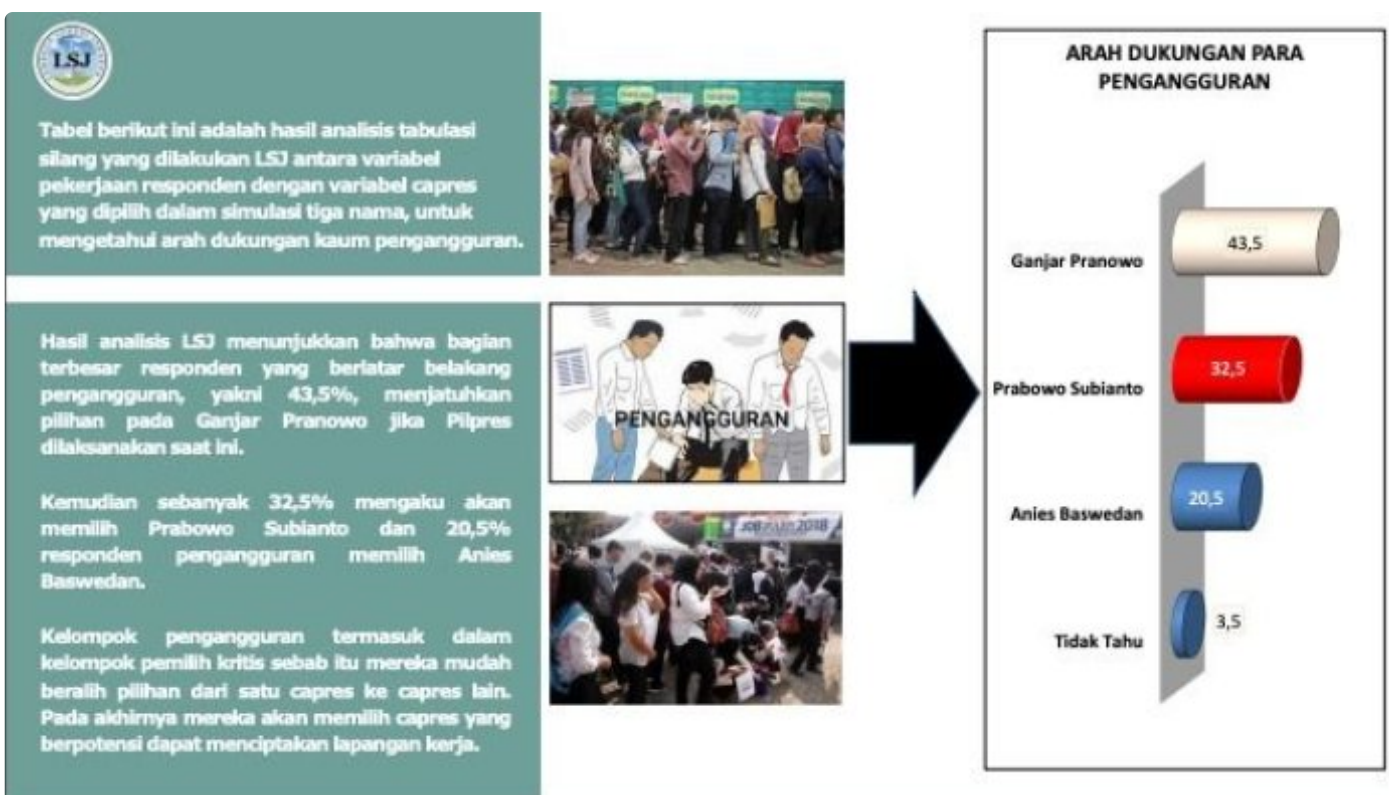 LSJ
Tabel berikut ini adalah hasil analisis tabulasi
silang yang dilakukan LSJ antara variabel
pekerjaan responden dengan variabel capres
yang dipilih dalam simulasi tiga nama, untuk
mengetahui arah dukungan kaum pengangguran.
Hasil analisis LSJ menunjukkan bahwa bagian
terbesar responden yang berlatar belakang
pengangguran, yakni 43,5%, menjatuhkan
pilihan pada Ganjar Pranowo jika Pilpres
dilaksanakan saat ini.
Kemudian sebanyak 32,5% mengaku akan
memilih Prabowo Subianto dan 20,5%
responden pengangguran memilih Anies
Baswedan.
Kelompok pengangguran termasuk dalam
kelompok pemilih kritis sebab itu mereka mudah
beralih pilihan dari satu capres ke capres lain.
Pada akhirnya mereka akan memilih capres yang
berpotensi dapat menciptakan lapangan kerja.
PENGANGGURAN
JOB 2018
ARAH DUKUNGAN PARA
PENGANGGURAN
Ganjar Pranowo
43,5
Prabowo Subianto
32,5
Anies Baswedan
20,5
Tidak Tahu
3,5